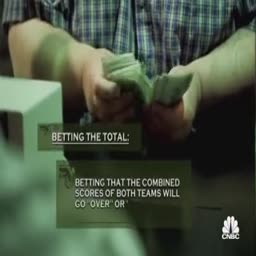 BETTING THE TOTAL:
BETTING THAT THE COMBINED
SCORES OF BOTH TEAMS WILL
GO "OVER" OR '
CNBC